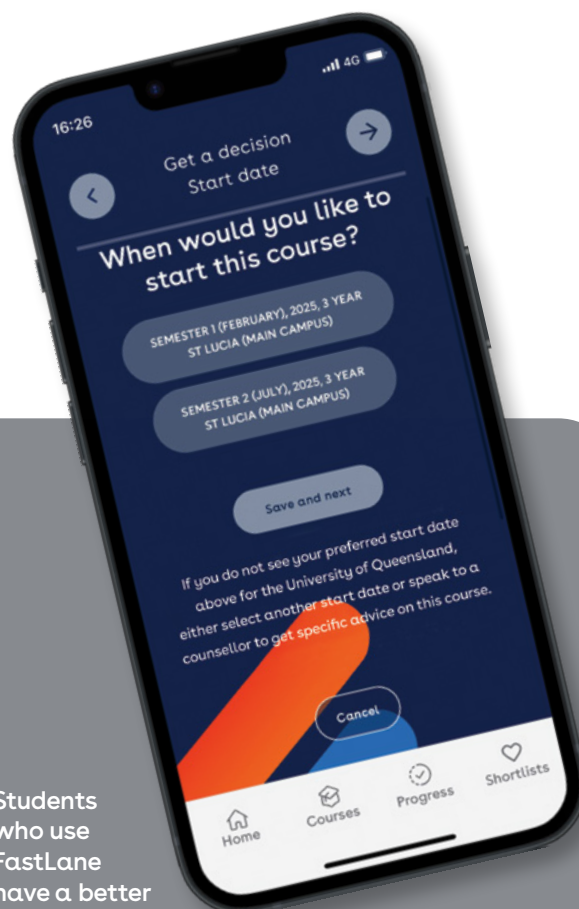 16:26
4G
Get a decision
Start date
When would you like to
start this course?
SEMESTER 1 (FEBRUARY), 2025, 3 YEAR
ST LUCIA (MAIN CAMPUS)
SEMESTER 2 (JULY), 2025, 3 YEAR
ST LUCIA (MAIN CAMPUS)
Save and next
If you do not see your preferred start date
above for the University of Queensland,
either select another start date or speak to a
counsellor to get specific advice on this course.
Cancel
Home
Courses
Progress
Shortlists
Students
who use
FastLane
have a better